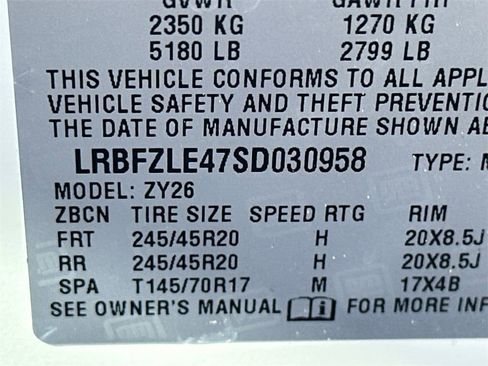 GVWR GAWR FRT
2350 KG 1270 KG
5180 LB 2799 LB
THIS VEHICLE CONFORMS TO ALL
VEHICLE SAFETY AND THEFT
THE DATE OF MANUFACTURE SHOWN
LRBFZLE47SD030958 TYPE:
MODEL: ZY26
ZBCN TIRE SIZE SPEED RTG RIM
FRT 245/45R20 H 20X8.5J
RR 245/45R20 H 20X8.5J
SPA T145/70R17 M 17X4B
SEE OWNER'S MANUAL FOR MORE